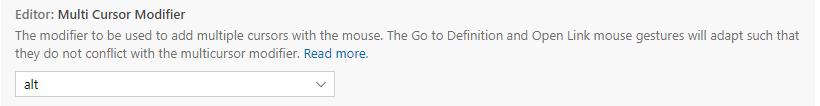 Editor: Multi Cursor Modifier
The modifier to be used to add multiple cursors with the mouse. The Go to Definition and Open Link mouse gestures will adapt such that
they do not conflict with the multicursor modifier. Read more.
alt